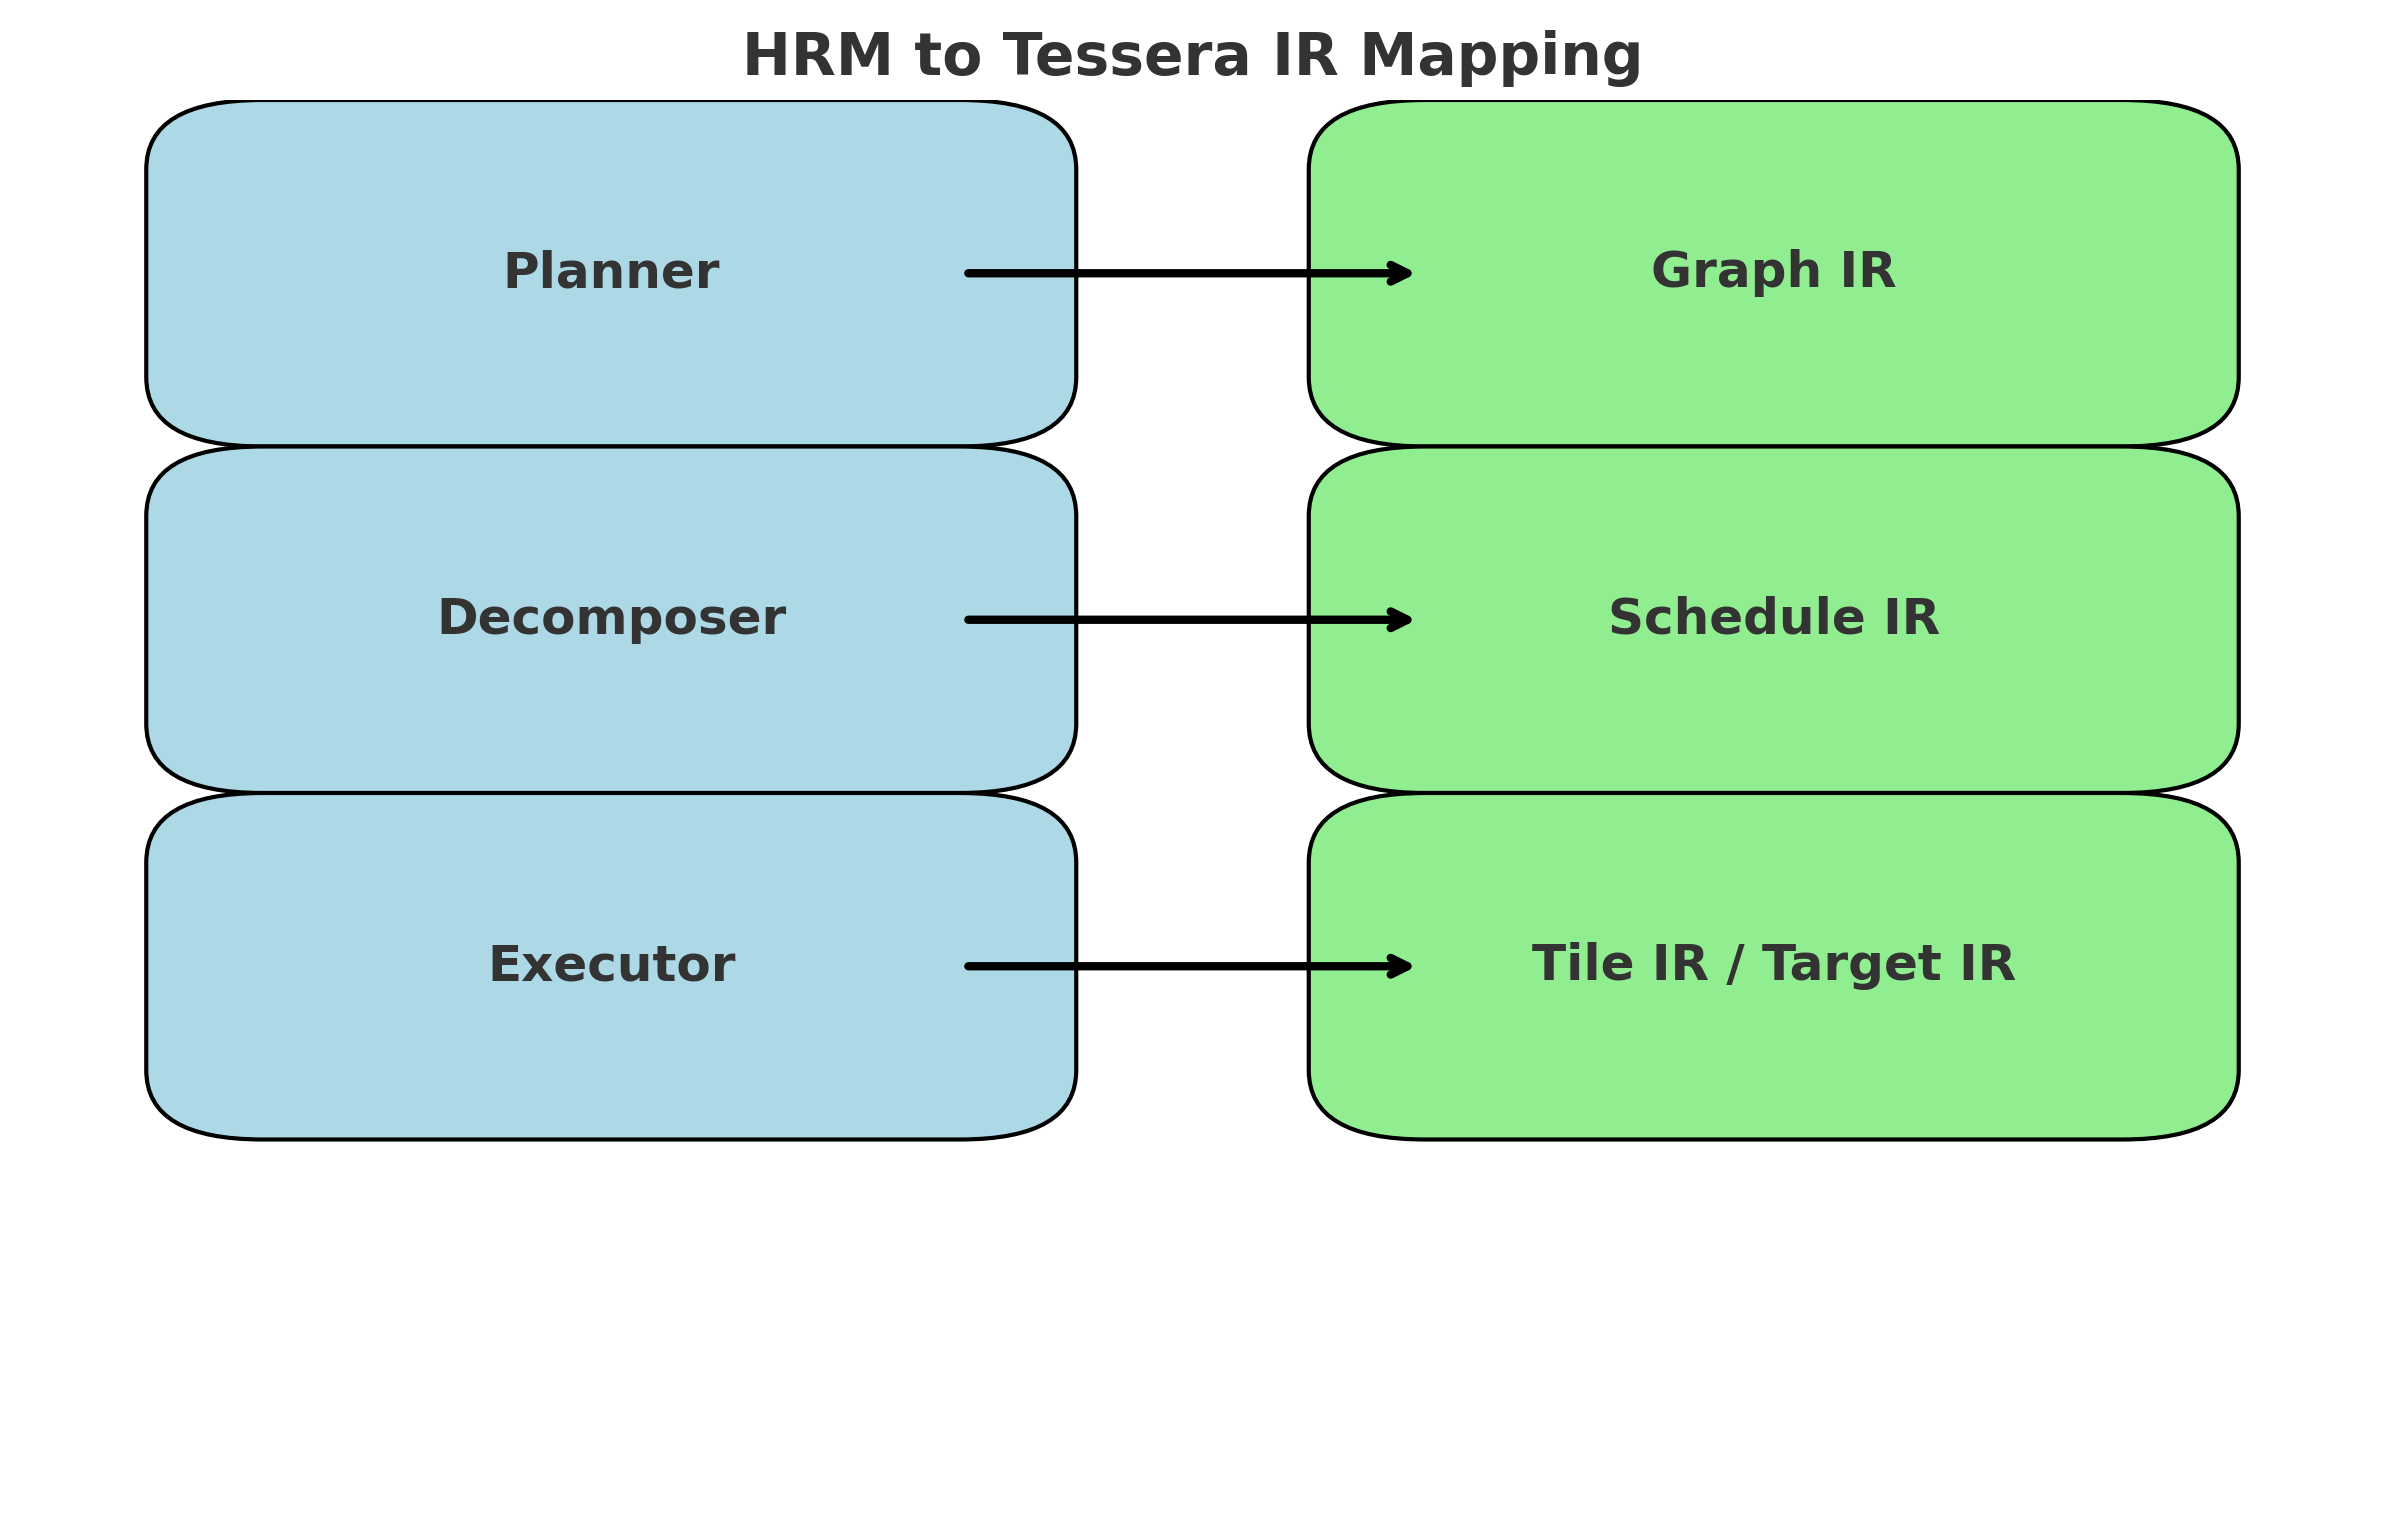 HRM to Tessera IR Mapping
Planner
Graph IR
Decomposer
Schedule IR
Executor
Tile IR / Target IR